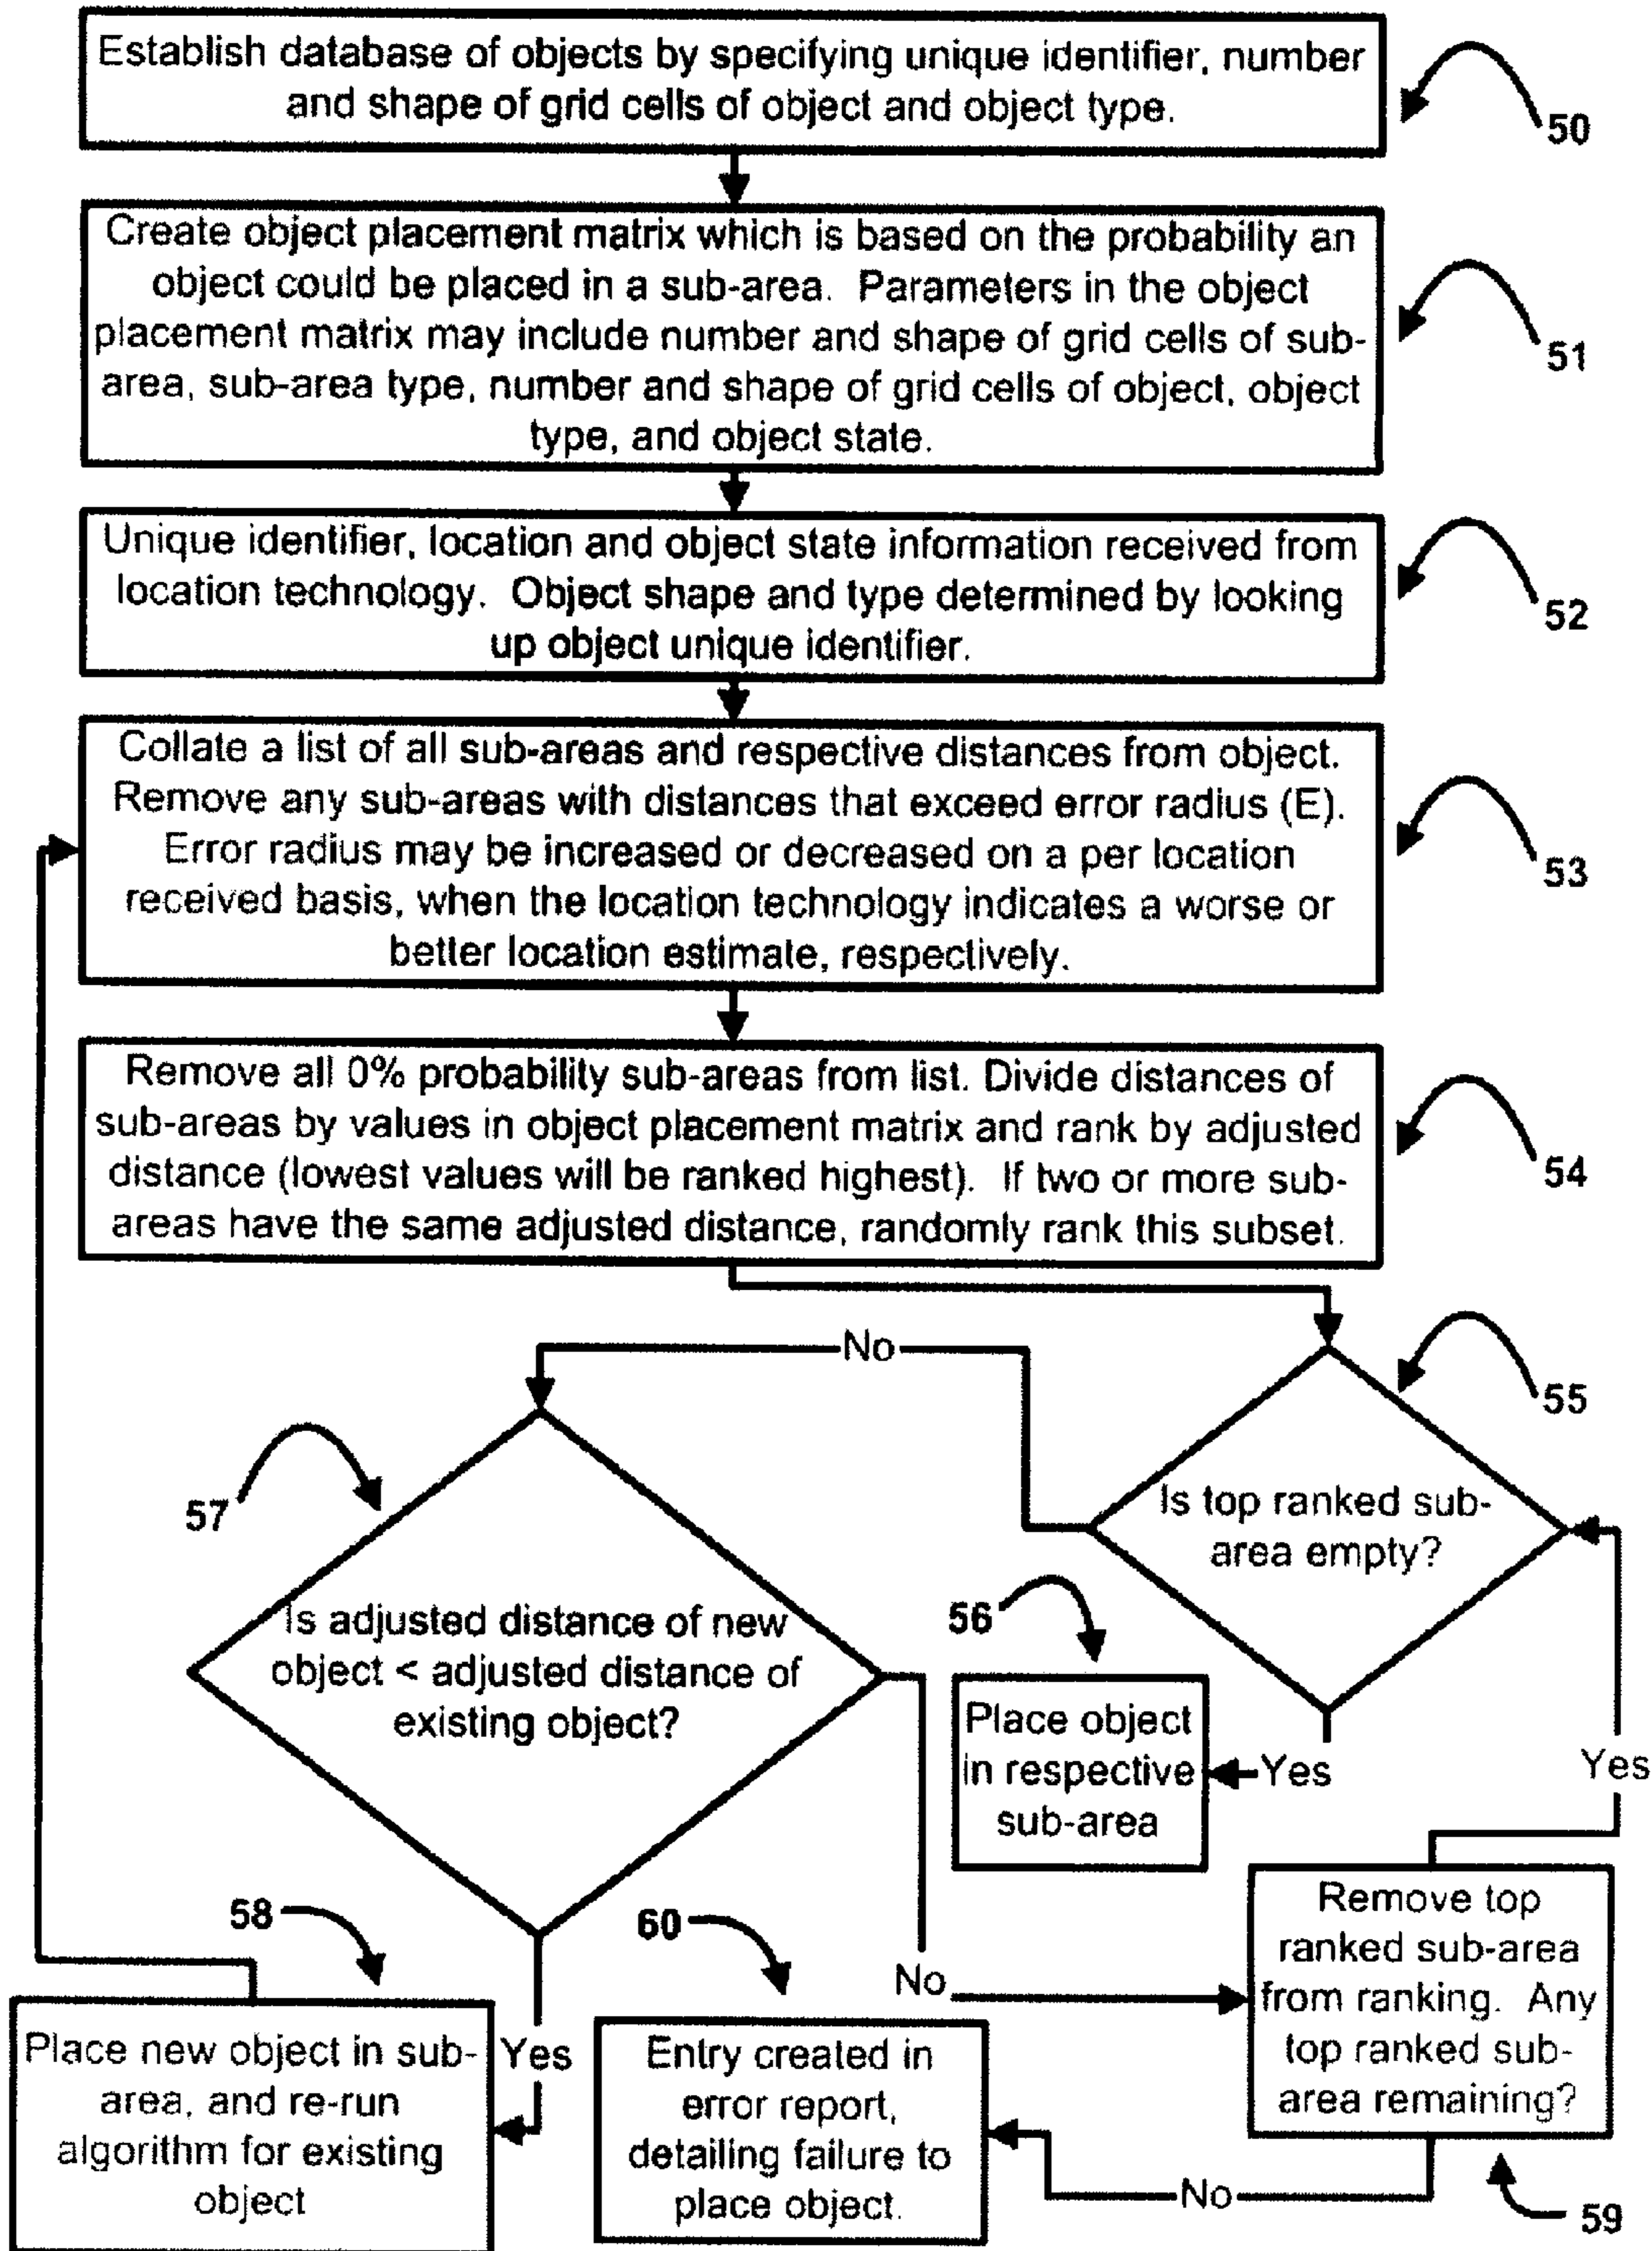 Establish database of objects by specifying unique identifier, number
and shape of grid cells of object and object type.
50
Create object placement matrix which is based on the probability an
object could be placed in a sub-area. Parameters in the object
placement matrix may include number and shape of grid cells of sub-
area, sub-area type, number and shape of grid cells of object, object
type, and object state.
51
Unique identifier, location and object state information received from
location technology. Object shape and type determined by looking
up object unique identifier.
52
Collate a list of all sub-areas and respective distances from object.
Remove any sub-areas with distances that exceed error radius (E).
Error radius may be increased or decreased on a per location
received basis, when the location technology indicates a worse or
better location estimate, respectively.
53
Remove all 0% probability sub-areas from list. Divide distances of
sub-areas by values in object placement matrix and rank by adjusted
distance (lowest values will be ranked highest). If two or more sub-
areas have the same adjusted distance, randomly rank this subset.
54
No
55
Is top ranked sub-
area empty?
57
Is adjusted distance of new
object < adjusted distance of
existing object?
56
Place object
in respective
sub-area
Yes
Yes
58
60
No
Remove top
ranked sub-area
from ranking. Any
top ranked sub-
area remaining?
Place new object in sub-
area, and re-run
algorithm for existing
object
Yes
Entry created in
error report,
detailing failure to
place object.
No
59